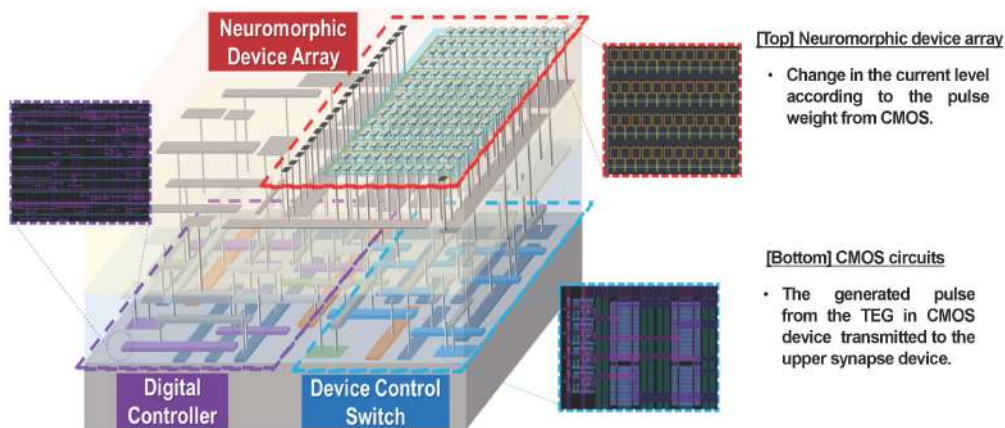 Neuromorphic
Device Array
[Top] Neuromorphic device array
• Change in the current level
according to the pulse
weight from CMOS.
[Bottom] CMOS circuits
• The generated pulse
from the TEG in CMOS
device transmitted to the
upper synapse device.
Digital
Controller
Device Control
Switch